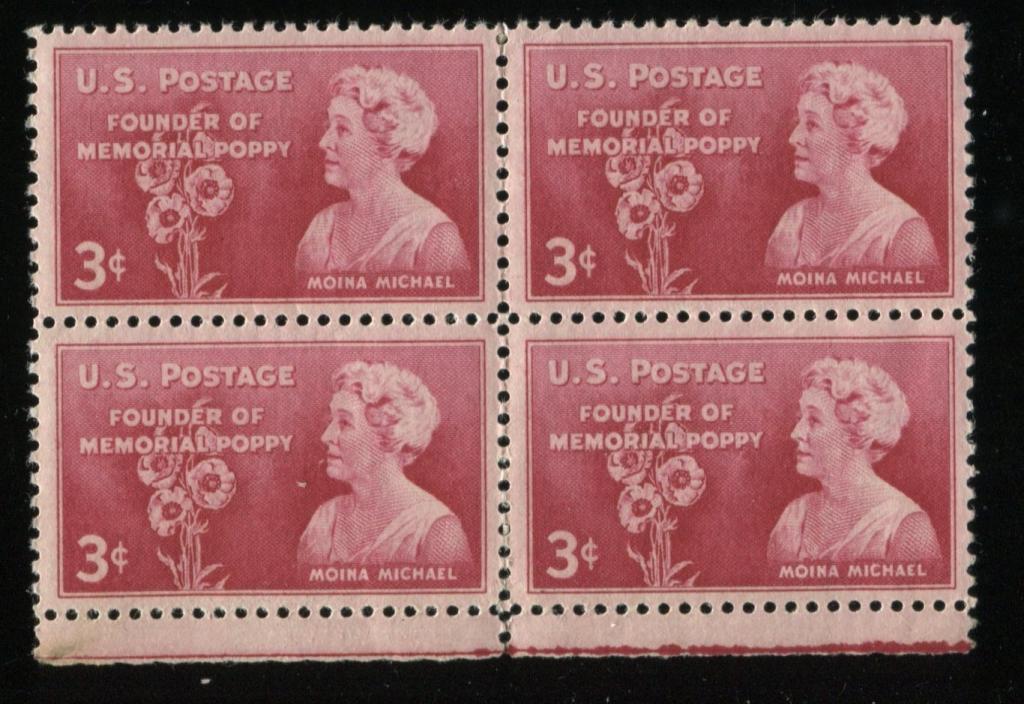 U.S. POSTAGE
FOUNDER OF
MEMORIAL POPPY
3¢
MOINA MICHAEL
U.S. POSTAGE
FOUNDER OF
MEMORIAL POPPY
3¢
MOINA MICHAEL
U.S. POSTAGE
FOUNDER OF
MEMORIAL POPPY
3¢
MOINA MICHAEL
U.S. POSTAGE
FOUNDER OF
MEMORIAL POPPY
3¢
MOINA MICHAEL